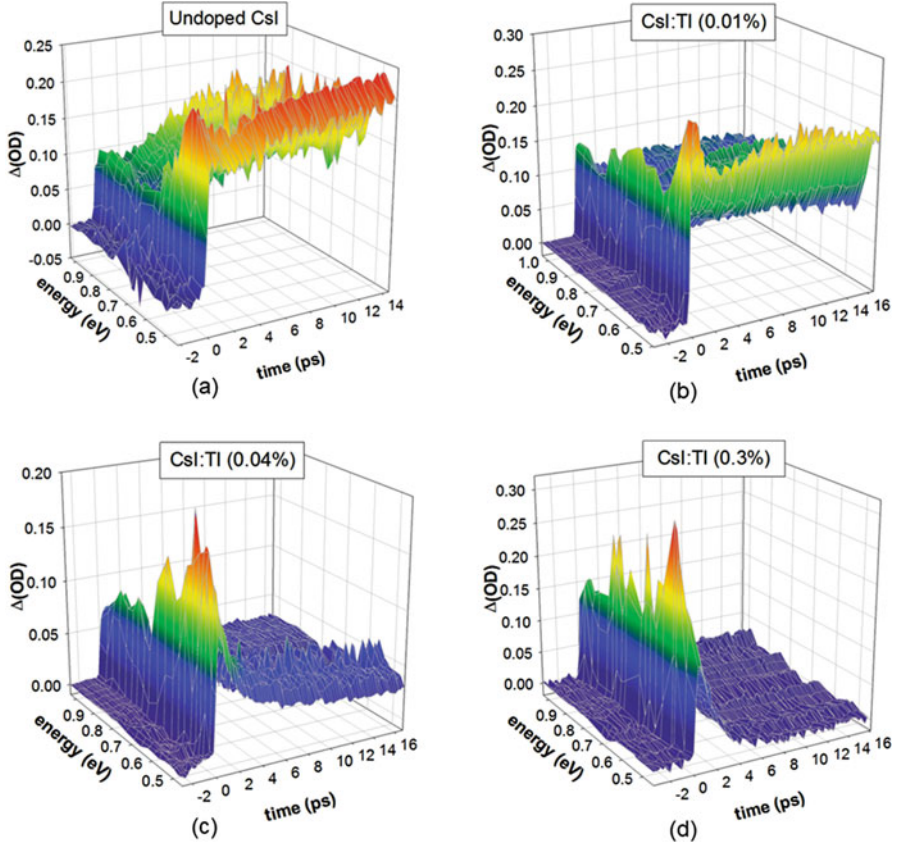 Undoped CsI
0.25
0.20
0.15
0.10
0.05
0.00
-0.05
Δ(OD)
0.9
0.8
0.7
0.6
0.5
energy (eV)
-2 0 2 4 6 8 10 12 14
time (ps)
(a)
CsI:Tl (0.01%)
0.30
0.25
0.20
0.15
0.10
0.05
0.00
Δ(OD)
1.0
0.9
0.8
0.7
0.6
0.5
energy (eV)
-2 0 2 4 6 8 10 12 14 16
time (ps)
(b)
CsI:Tl (0.04%)
0.20
0.15
0.10
0.05
0.00
Δ(OD)
0.9
0.8
0.7
0.6
0.5
energy (eV)
-2 0 2 4 6 8 10 12 14 16
time (ps)
(c)
CsI:Tl (0.3%)
0.30
0.25
0.20
0.15
0.10
0.05
0.00
Δ(OD)
0.9
0.8
0.7
0.6
0.5
energy (eV)
-2 0 2 4 6 8 10 12 14 16
time (ps)
(d)